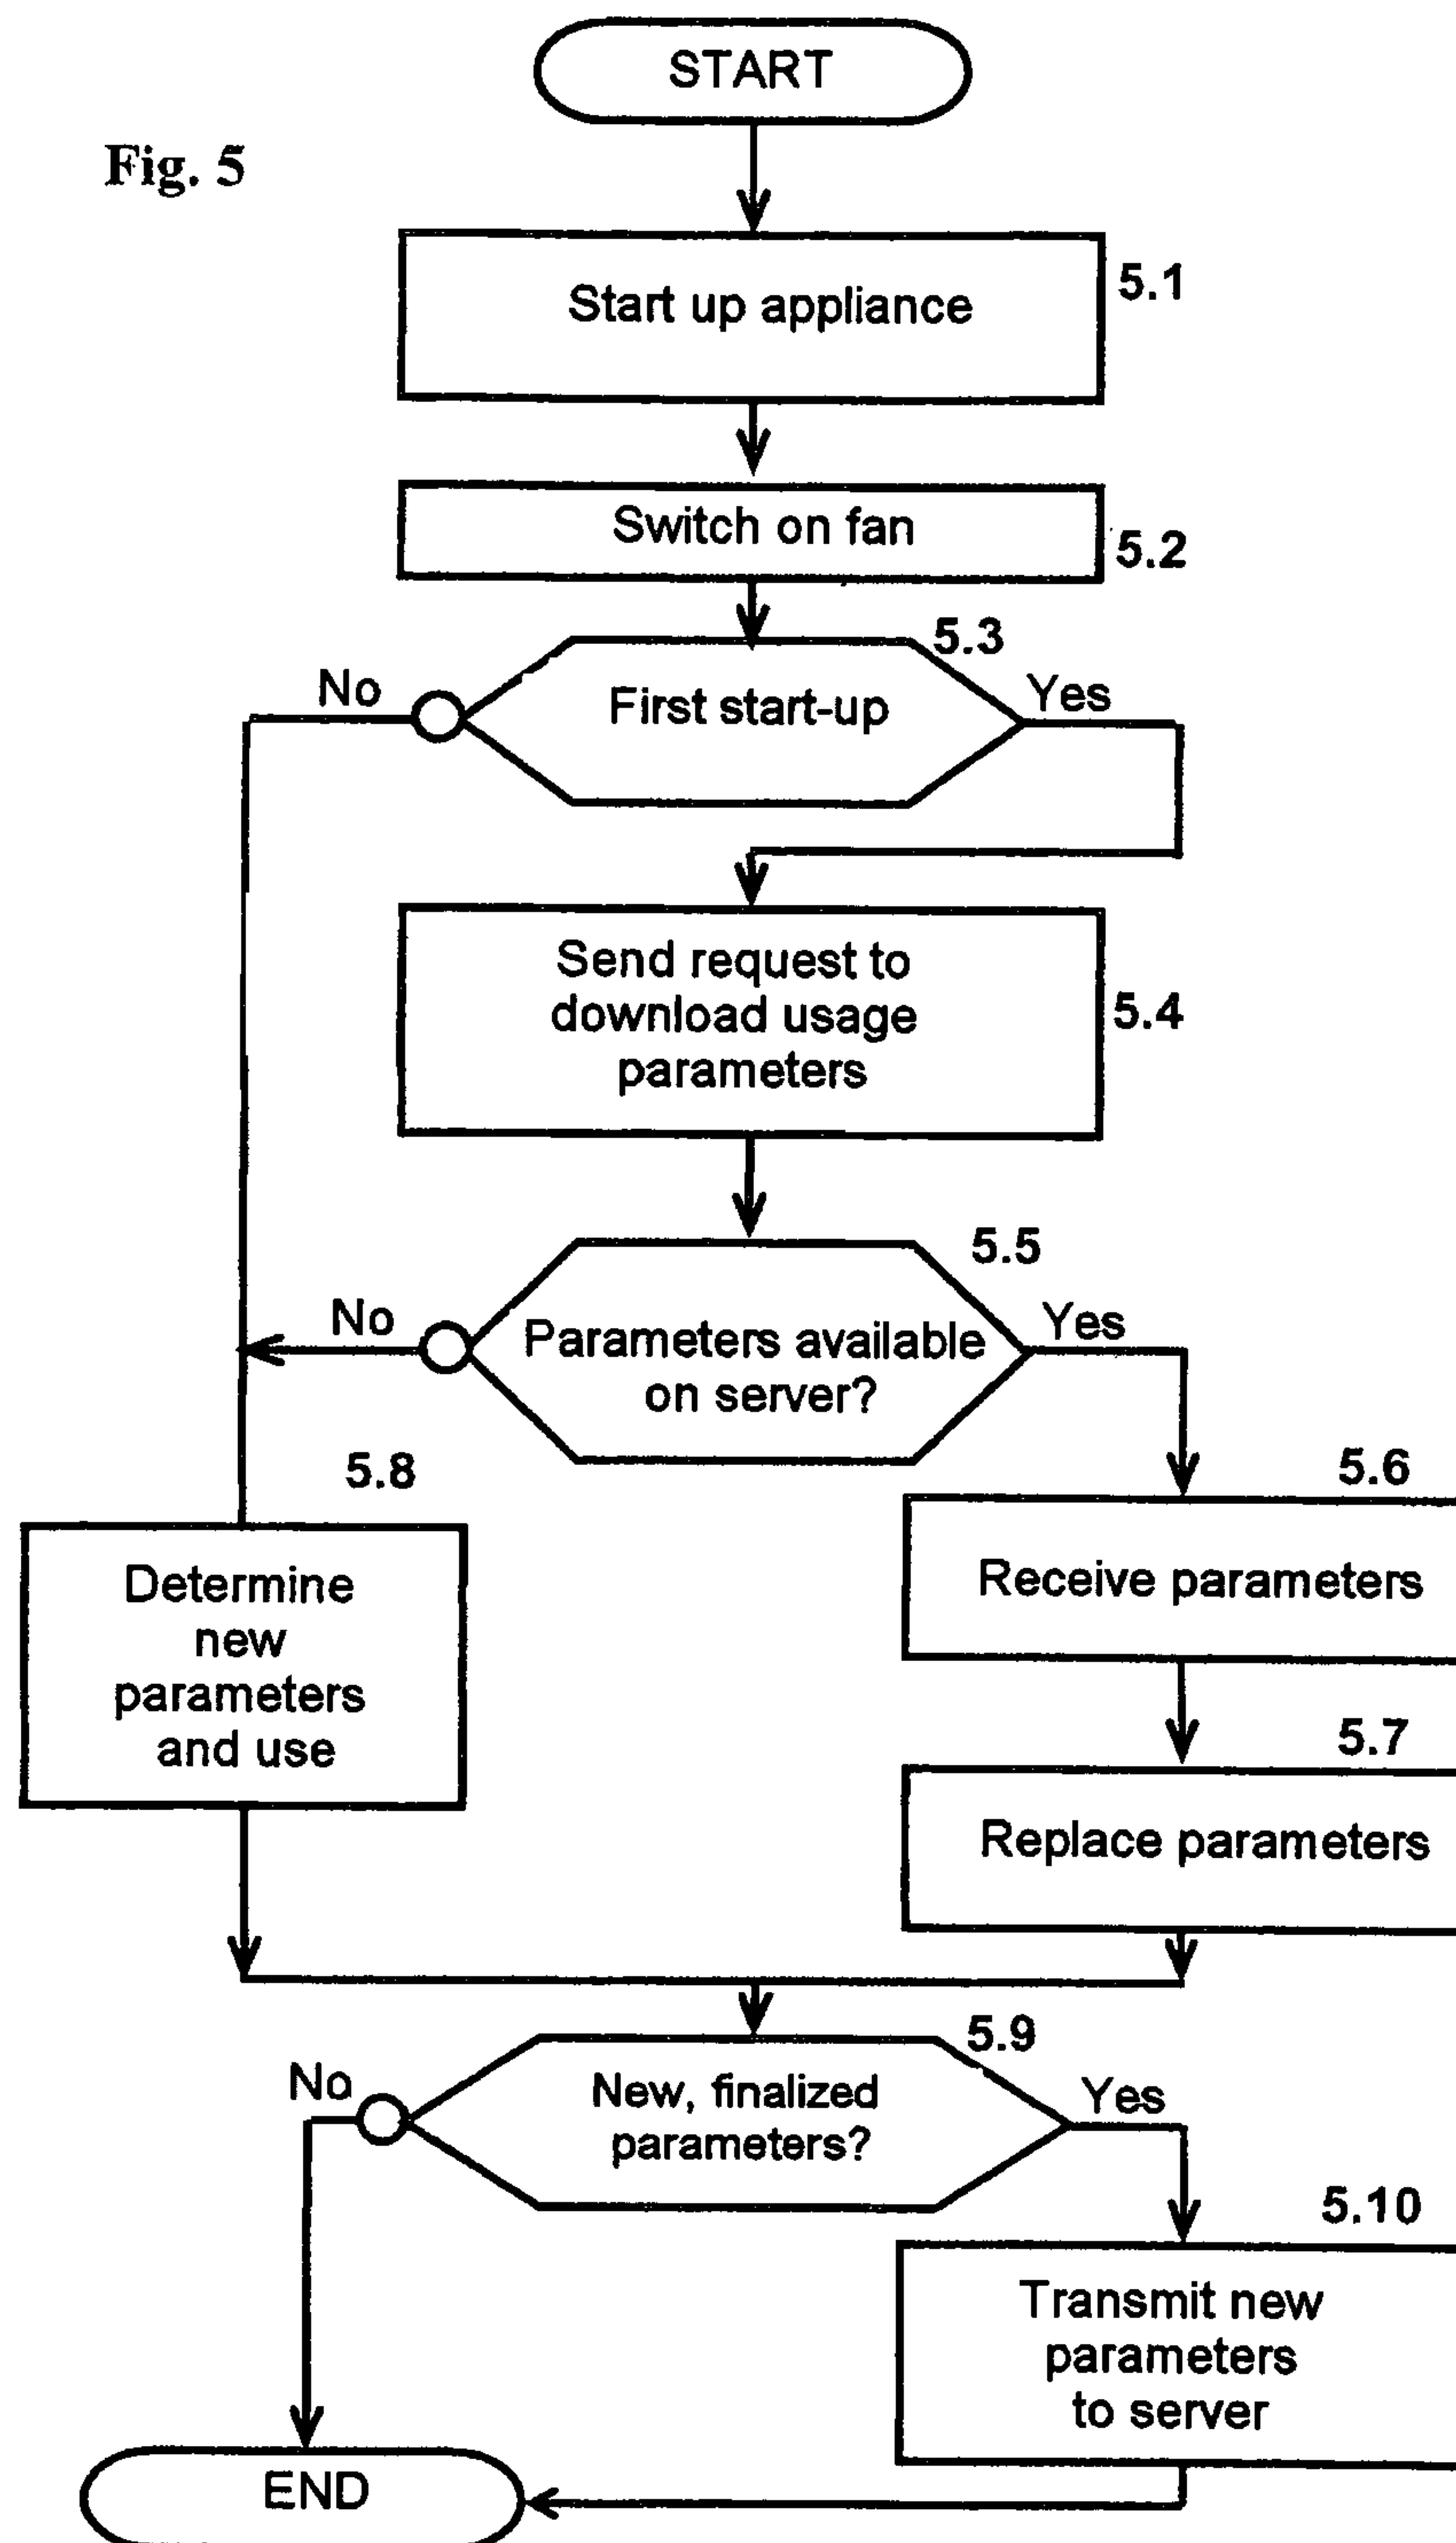 START
Fig. 5
Start up appliance
5.1
Switch on fan
5.2
5.3
No
First start-up
Yes
Send request to
download usage
parameters
5.4
5.5
No
Parameters available
on server?
Yes
5.8
5.6
Determine
new
parameters
and use
Receive parameters
5.7
Replace parameters
5.9
No
New, finalized
parameters?
Yes
5.10
Transmit new
parameters
to server
END